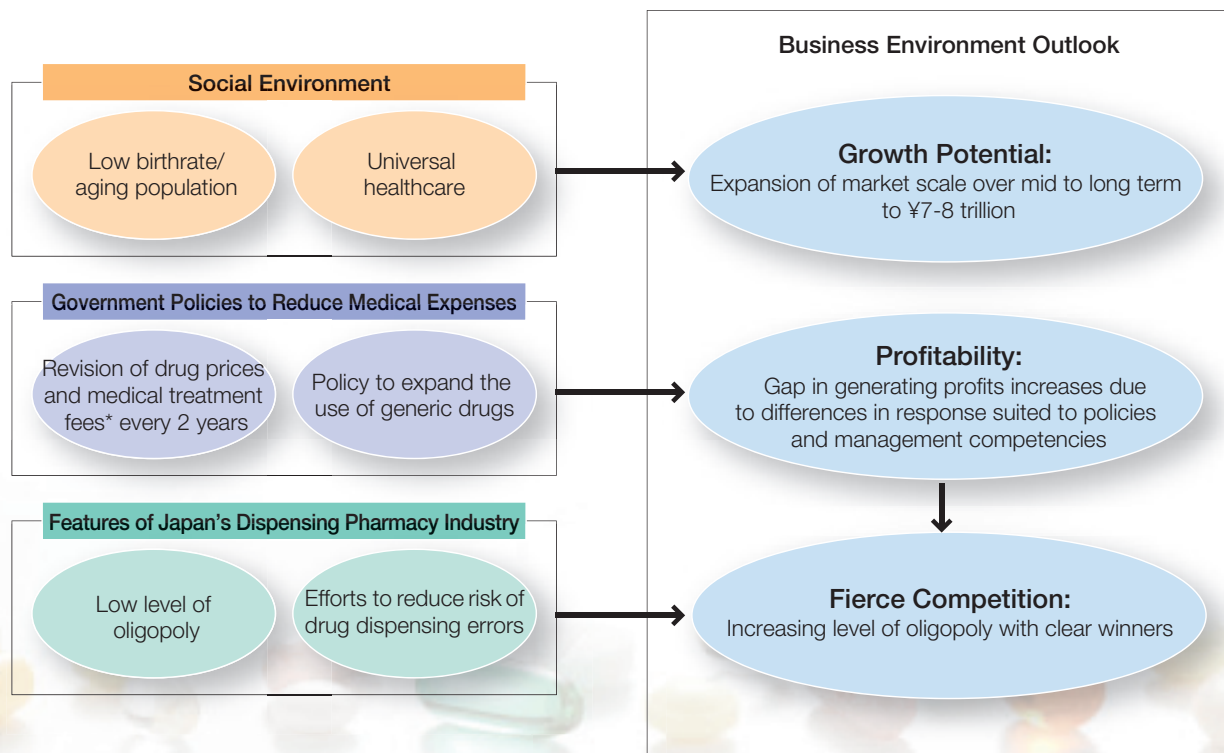 Business Environment Outlook
Social Environment
Low birthrate/
aging population
Universal
healthcare
Growth Potential:
Expansion of market scale over mid to long term
to ¥7-8 trillion
Government Policies to Reduce Medical Expenses
Revision of drug prices
and medical treatment
fees* every 2 years
Policy to expand the
use of generic drugs
Profitability:
Gap in generating profits increases due
to differences in response suited to policies
and management competencies
Features of Japan's Dispensing Pharmacy Industry
Low level of
oligopoly
Efforts to reduce risk of
drug dispensing errors
Fierce Competition:
Increasing level of oligopoly with clear winners